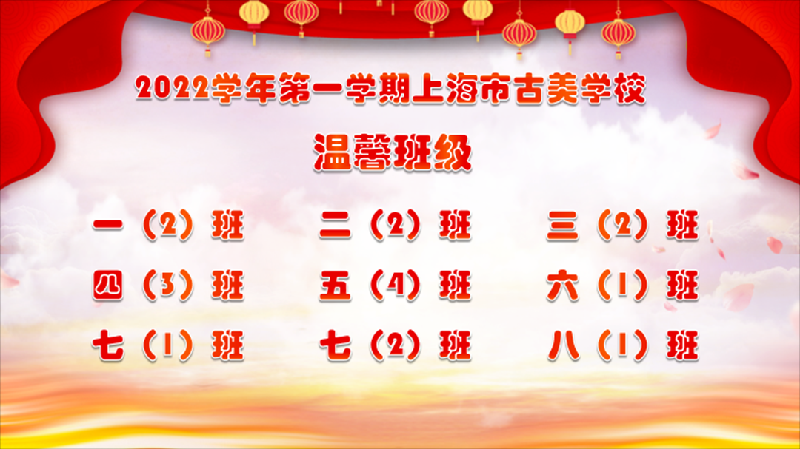 2022学年第一学期上海市古美学校
温馨班级
一（2）班 二（2）班 三（2）班
四（3）班 五（4）班 六（1）班
七（1）班 七（2）班 八（1）班